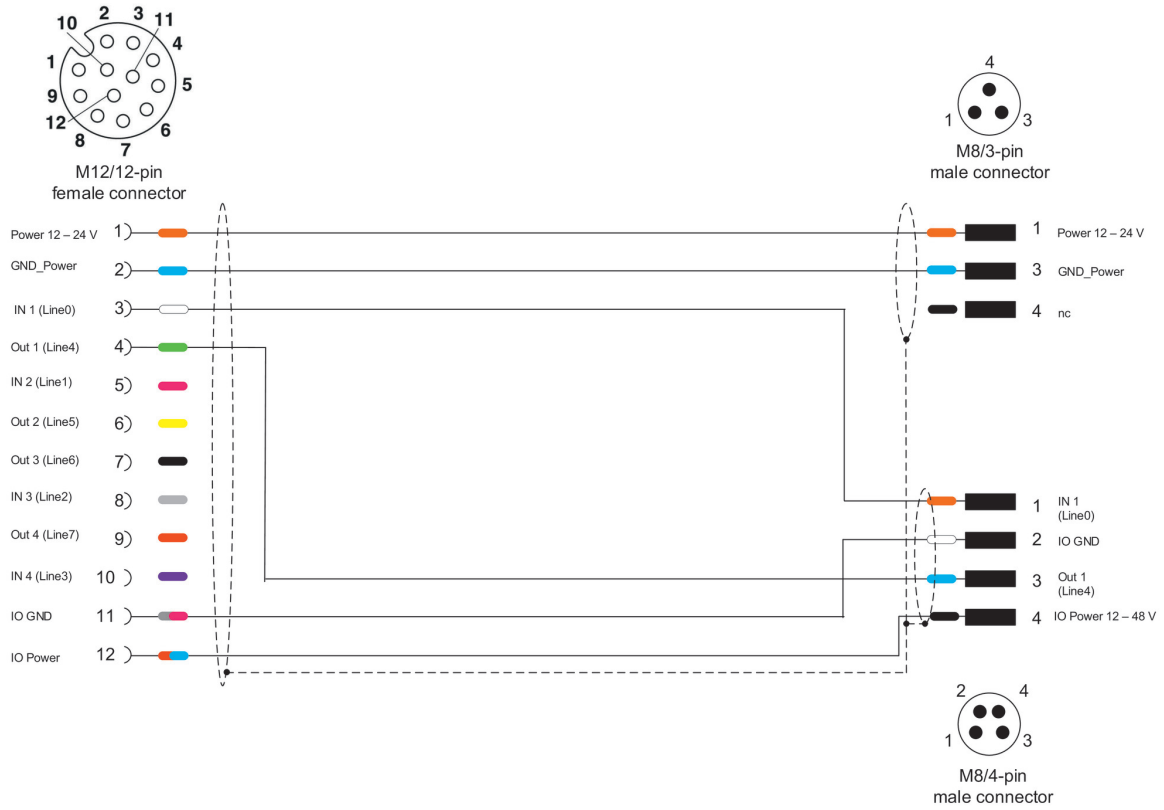 2 3 11
10
4
1
5
9
12
6
8
7
M12/12-pin
female connector
4
1 3
M8/3-pin
male connector
Power 12 – 24 V 1
GND_Power 2
IN 1 (Line0) 3
Out 1 (Line4) 4
IN 2 (Line1) 5
Out 2 (Line5) 6
Out 3 (Line6) 7
IN 3 (Line2) 8
Out 4 (Line7) 9
IN 4 (Line3) 10
IO GND 11
IO Power 12
1 Power 12 – 24 V
3 GND_Power
4 nc
1 IN 1
(Line0)
2 IO GND
3 Out 1
(Line4)
4 IO Power 12 – 48 V
2 4
1 3
M8/4-pin
male connector